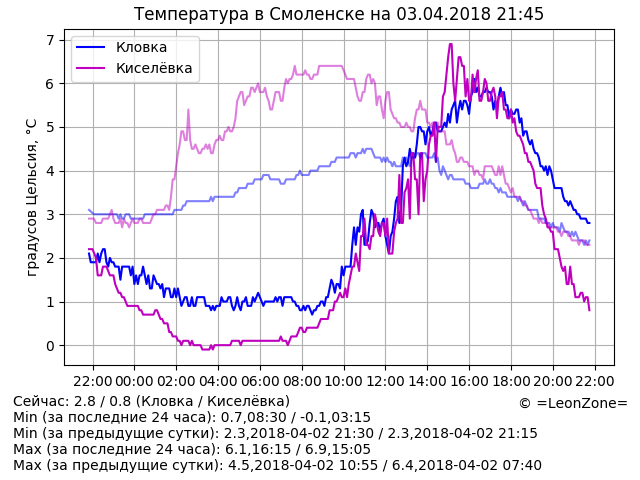 Температура в Смоленске на 03.04.2018 21:45
Кловка
Киселёвка
градусов Цельсия, °C
7
6
5
4
3
2
1
0
22:00 00:00 02:00 04:00 06:00 08:00 10:00 12:00 14:00 16:00 18:00 20:00 22:00
Сейчас: 2.8 / 0.8 (Кловка / Киселёвка)
© =LeonZone=
Min (за последние 24 часа): 0.7,08:30 / -0.1,03:15
Min (за предыдущие сутки): 2.3,2018-04-02 21:30 / 2.3,2018-04-02 21:15
Max (за последние 24 часа): 6.1,16:15 / 6.9,15:05
Max (за предыдущие сутки): 4.5,2018-04-02 10:55 / 6.4,2018-04-02 07:40